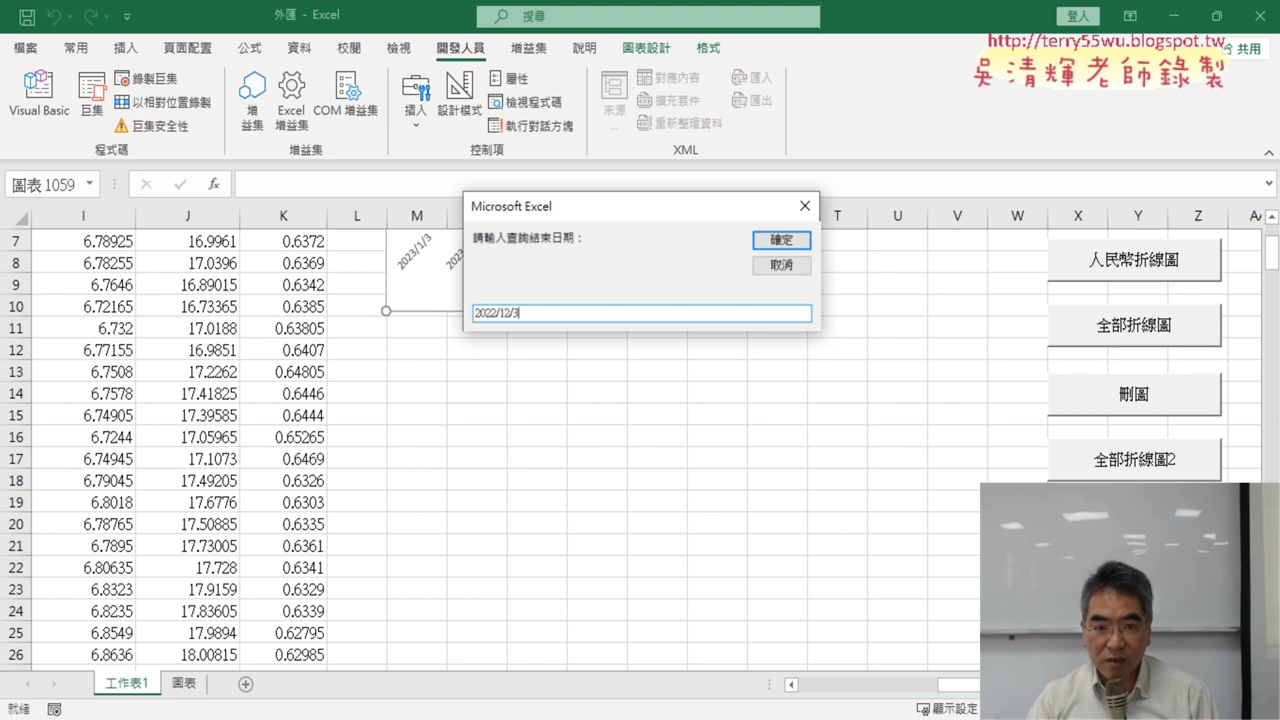 外匯 - Excel
搜尋
登入
檔案 常用 插入 頁面配置 公式 資料 校閱 檢視 開發人員 增益集 說明 圖表設計 格式 共用
http://terry55wu.blogspot.tw
吳清輝老師錄製
Visual Basic 巨集 錄製巨集 以相對位置錄製 巨集安全性
增益集 Excel 增益集 COM 增益集
插入 設計模式 屬性 檢視程式碼 執行對話方塊
來源 對應內容 擴充套件 重新整理資料 匯入 匯出
程式碼 增益集 控制項 XML
圖表 1059 fx
Microsoft Excel
請輸入查詢結束日期：
確定
取消
2022/12/3
I J K L M T U V W X Y Z AA
7 6.78925 16.9961 0.6372
8 6.78255 17.0396 0.6369
9 6.7646 16.89015 0.6342
10 6.72165 16.73365 0.6385
11 6.732 17.0188 0.63805
12 6.77155 16.9851 0.6407
13 6.7508 17.2262 0.64805
14 6.7578 17.41825 0.6446
15 6.74905 17.39585 0.6444
16 6.7244 17.05965 0.65265
17 6.74945 17.1073 0.6469
18 6.79045 17.49205 0.6326
19 6.8018 17.6776 0.6303
20 6.78765 17.50885 0.6335
21 6.7895 17.73005 0.6361
22 6.80635 17.728 0.6341
23 6.8323 17.9159 0.6329
24 6.8235 17.83605 0.6339
25 6.8549 17.9894 0.62795
26 6.8636 18.00815 0.62985
2023/1/3
202
人民幣折線圖
全部折線圖
刪圖
全部折線圖2
工作表1 圖表
就緒
顯示設定